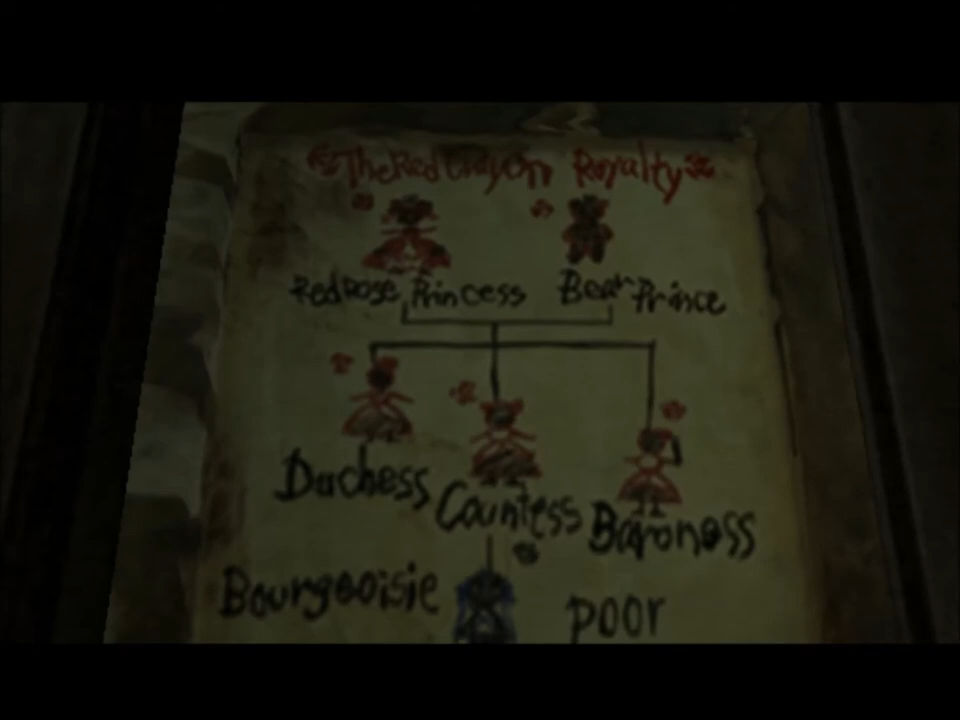 The Red Crayon Royalty
Red Rose Princess Bear Prince
Duchess
Countess
Baroness
Bourgeoisie
poor